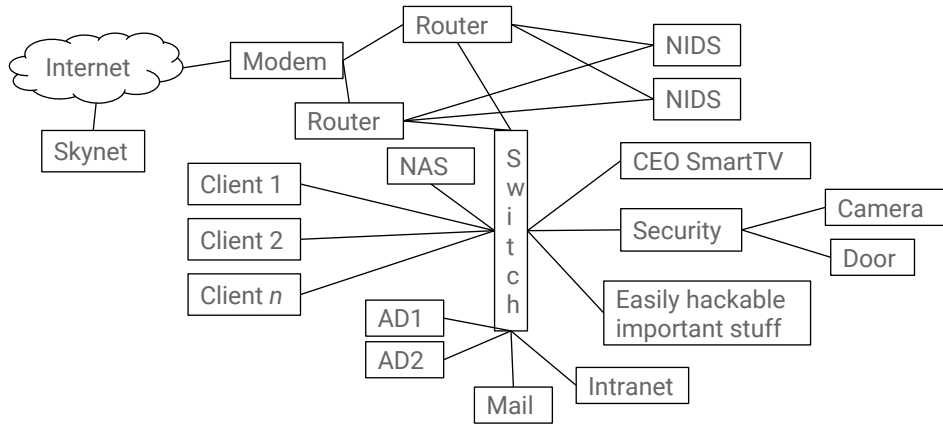 Router
Internet
Modem
NIDS
NIDS
Router
Skynet
Switch
NAS
CEO SmartTV
Client 1
Camera
Client 2
Security
Door
Client n
Easily hackable
important stuff
AD1
AD2
Intranet
Mail